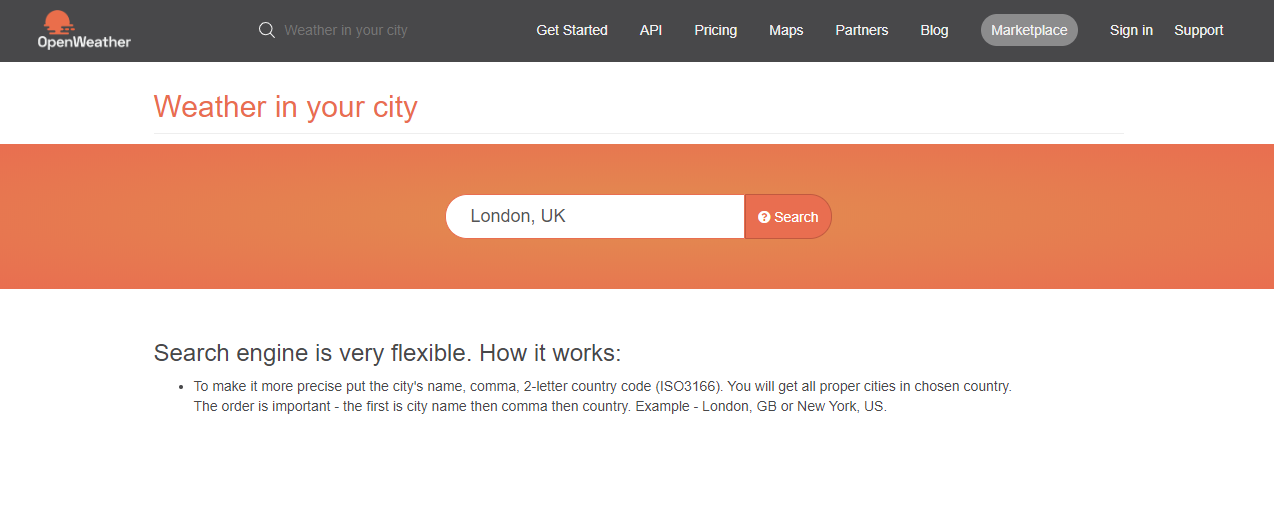 OpenWeather
Weather in your city
Get Started
API
Pricing
Maps
Partners
Blog
Marketplace
Sign in
Support
Weather in your city
London, UK
Search
Search engine is very flexible. How it works:
To make it more precise put the city's name, comma, 2-letter country code (ISO3166). You will get all proper cities in chosen country.
The order is important - the first is city name then comma then country. Example - London, GB or New York, US.